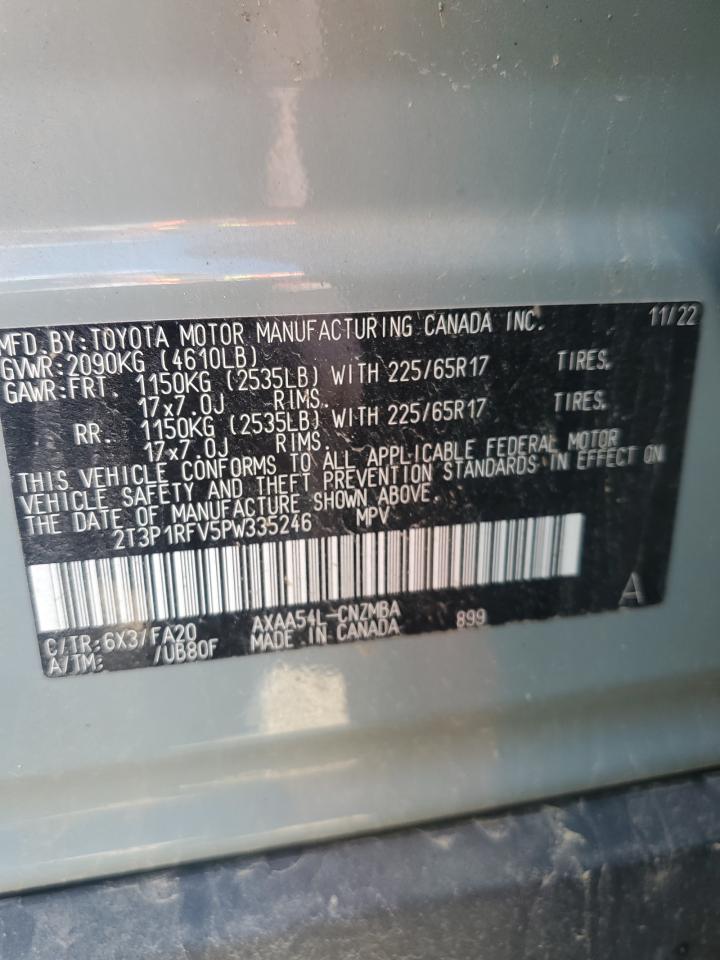 MFD BY: TOYOTA MOTOR MANUFACTURING CANADA INC. 11/22
GVWR: 2090KG (4610LB)
GAWR: FRT. 1150KG (2535LB) WITH 225/65R17 TIRES.
17x7.0J RIMS.
RR. 1150KG (2535LB) WITH 225/65R17 TIRES.
17x7.0J RIMS.
THIS VEHICLE CONFORMS TO ALL APPLICABLE FEDERAL MOTOR
VEHICLE SAFETY AND THEFT PREVENTION STANDARDS IN EFFECT ON
THE DATE OF MANUFACTURE SHOWN ABOVE.
2T3P1RFV5PW335246 MPV
A
C/TR: 6X3/FA20 AXAA54L-CNZMBA 899
A/TM: /UB80F MADE IN CANADA